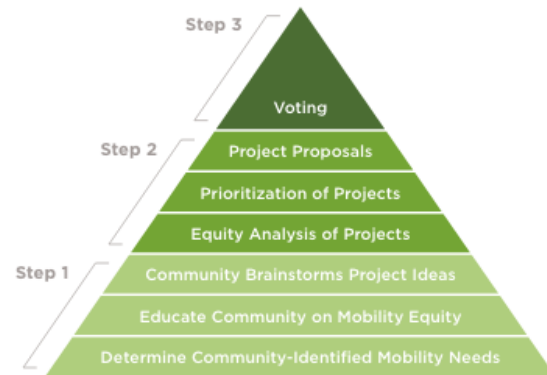 Step 3
Voting
Step 2
Project Proposals
Prioritization of Projects
Equity Analysis of Projects
Step 1
Community Brainstorms Project Ideas
Educate Community on Mobility Equity
Determine Community-Identified Mobility Needs